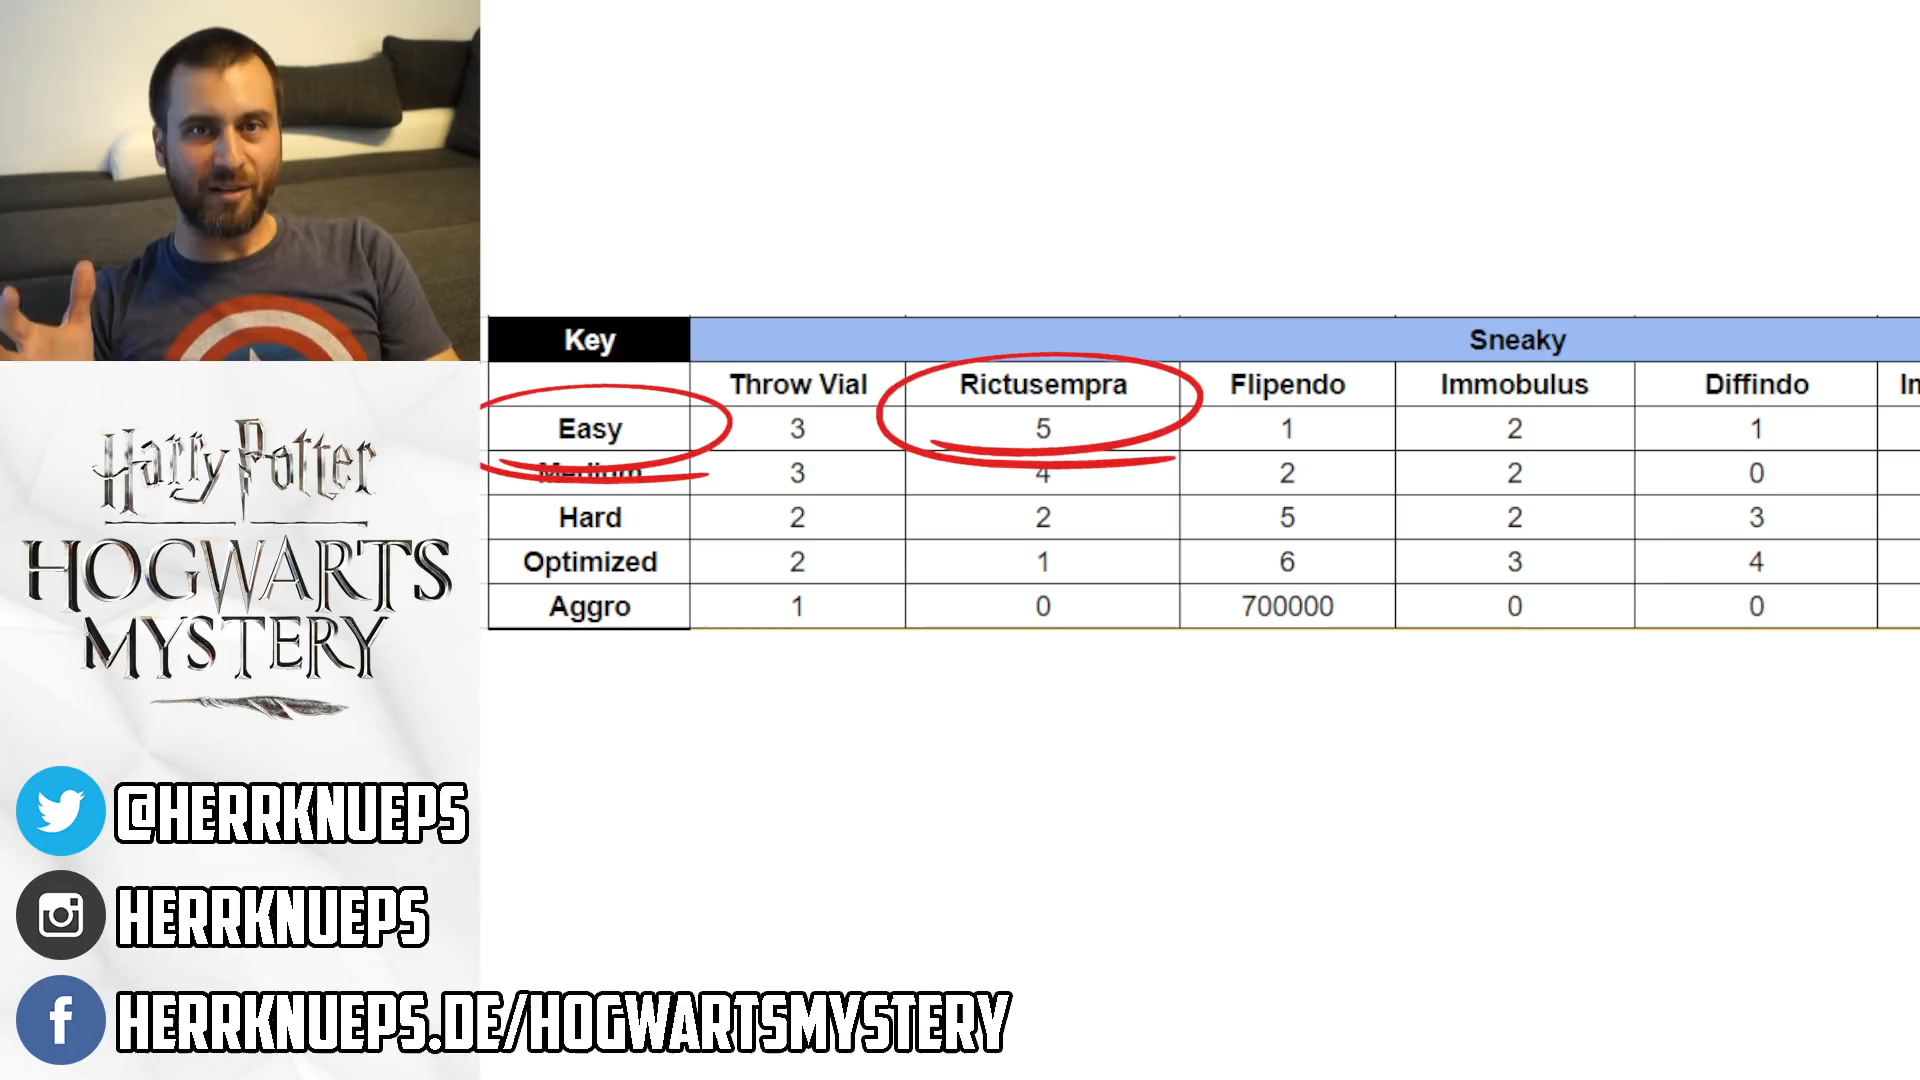 Key Sneaky
Throw Vial Rictusempra Flipendo Immobulus Diffindo
Easy 3 5 1 2 1
Medium 3 4 2 2 0
Hard 2 2 5 2 3
Optimized 2 1 6 3 4
Aggro 1 0 700000 0 0
Harry Potter
HOGWARTS
MYSTERY
@HERRKNUEPS
HERRKNUEPS
HERRKNUEPS.DE/HOGWARTSMYSTERY